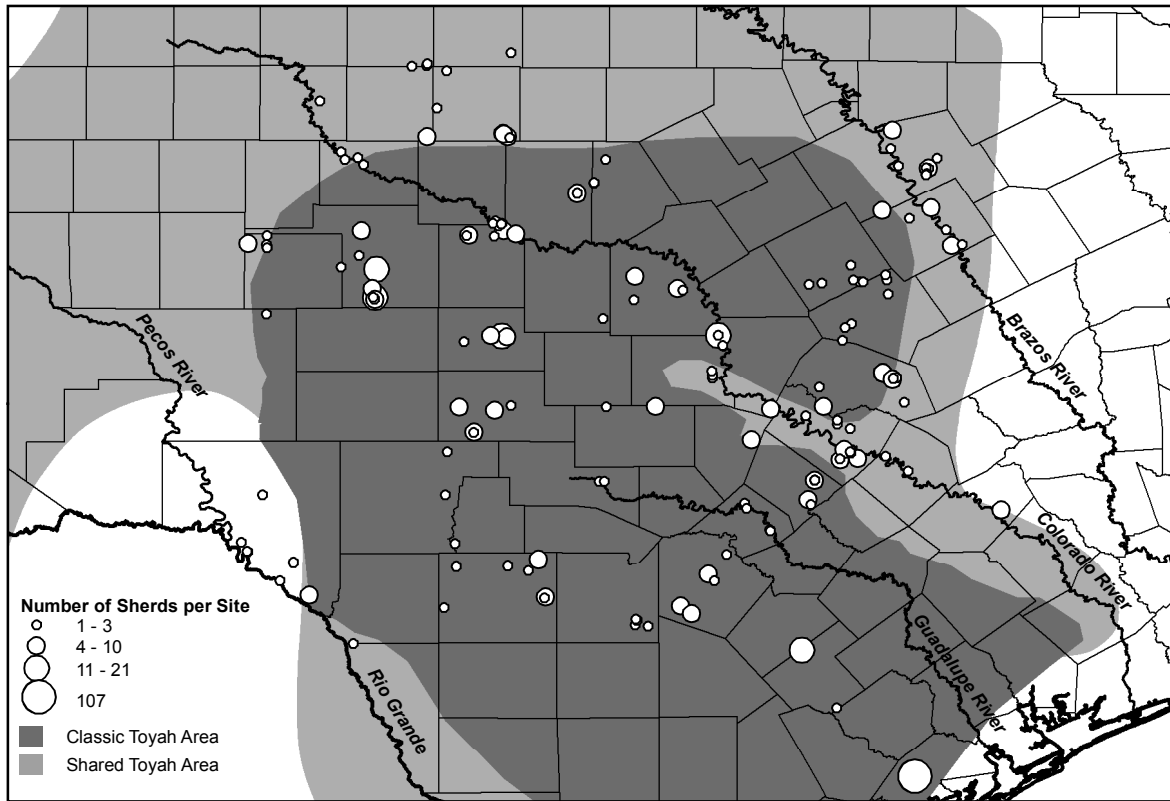 Pecos River
Brazos River
Colorado River
Guadalupe River
Rio Grande
Number of Sherds per Site
1 - 3
4 - 10
11 - 21
107
Classic Toyah Area
Shared Toyah Area